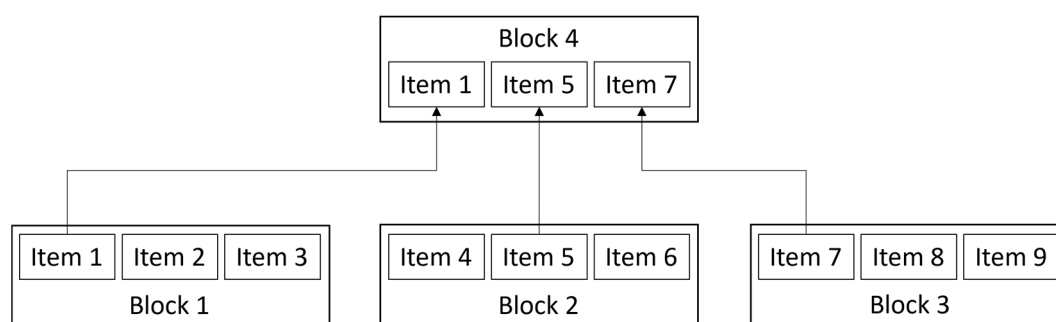 Block 4
Item 1 Item 5 Item 7
Item 1 Item 2 Item 3
Block 1
Item 4 Item 5 Item 6
Block 2
Item 7 Item 8 Item 9
Block 3